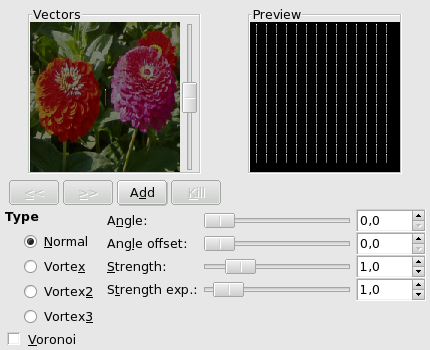 Vectors Preview
<< >> Add Kill
Type
Angle: 0,0
Angle offset: 0,0
Normal
Strength: 1,0
Vortex
Strength exp.: 1,0
Vortex2
Vortex3
Voronoi